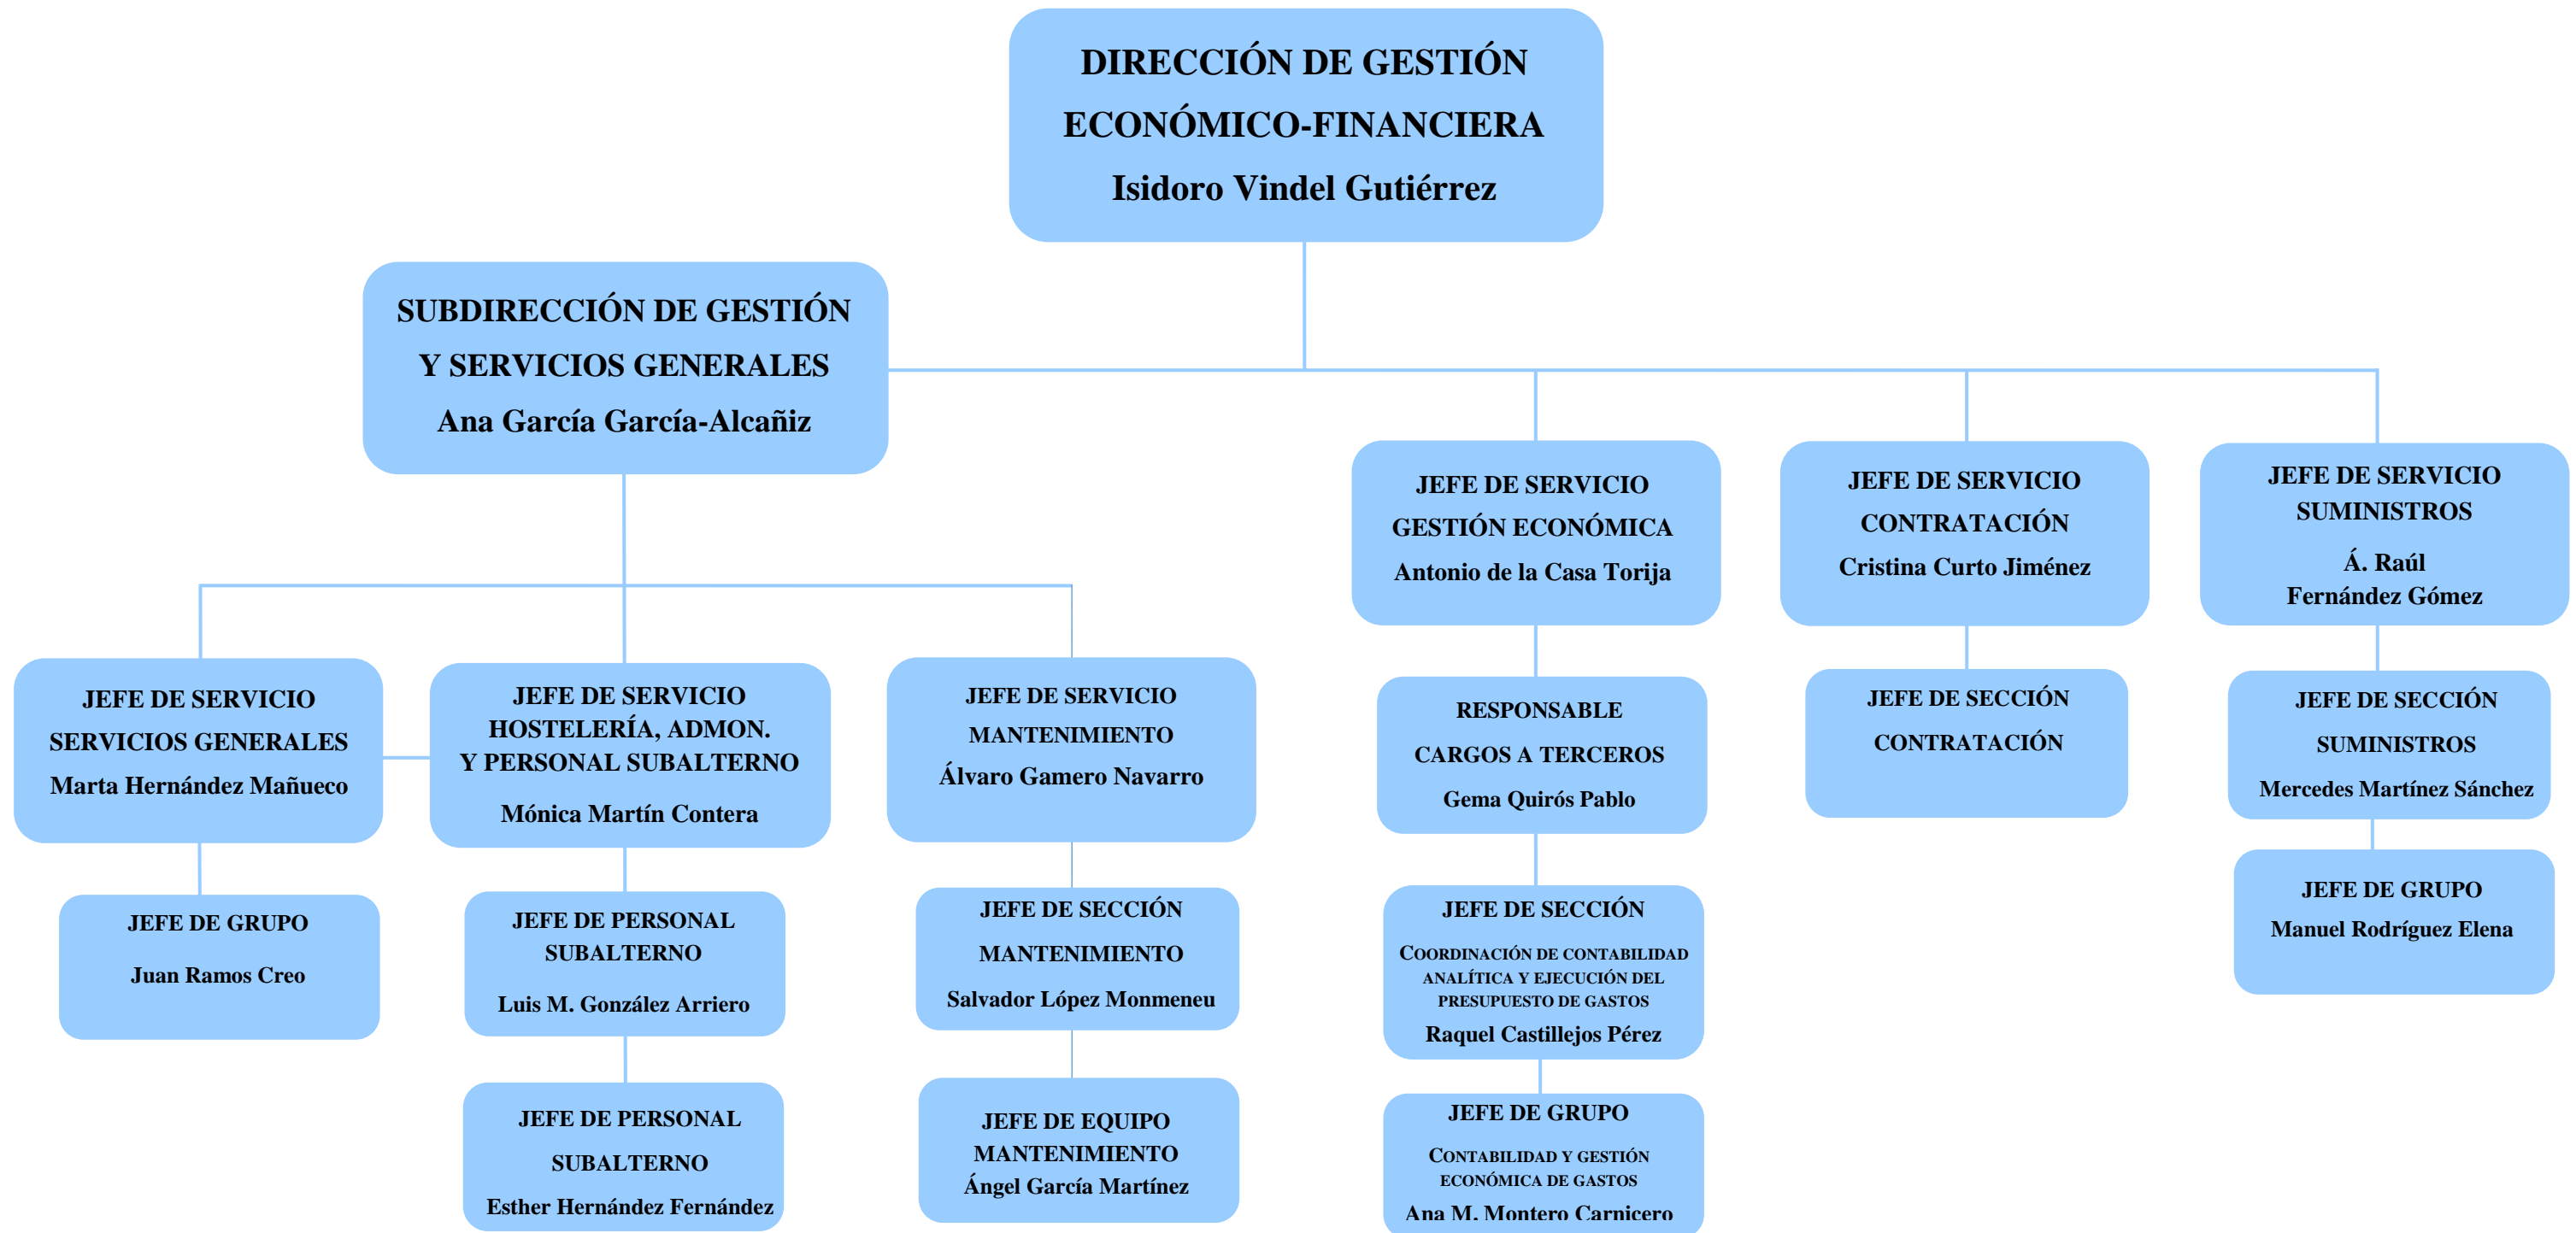 DIRECCIÓN DE GESTIÓN
ECONÓMICO-FINANCIERA
Isidoro Vindel Gutiérrez
SUBDIRECCIÓN DE GESTIÓN
Y SERVICIOS GENERALES
Ana García García-Alcañiz
JEFE DE SERVICIO
GESTIÓN ECONÓMICA
Antonio de la Casa Torija
JEFE DE SERVICIO
CONTRATACIÓN
Cristina Curto Jiménez
JEFE DE SERVICIO
SUMINISTROS
Á. Raúl
Fernández Gómez
JEFE DE SERVICIO
SERVICIOS GENERALES
Marta Hernández Mañueco
JEFE DE SERVICIO
HOSTELERÍA, ADMON.
Y PERSONAL SUBALTERNO
Mónica Martín Contera
JEFE DE SERVICIO
MANTENIMIENTO
Álvaro Gamero Navarro
RESPONSABLE
CARGOS A TERCEROS
Gema Quirós Pablo
JEFE DE SECCIÓN
CONTRATACIÓN
JEFE DE SECCIÓN
SUMINISTROS
Mercedes Martínez Sánchez
JEFE DE GRUPO
Juan Ramos Creo
JEFE DE PERSONAL
SUBALTERNO
Luis M. González Arriero
JEFE DE SECCIÓN
MANTENIMIENTO
Salvador López Monmeneu
JEFE DE SECCIÓN
COORDINACIÓN DE CONTABILIDAD
ANALÍTICA Y EJECUCIÓN DEL
PRESUPUESTO DE GASTOS
Raquel Castillejos Pérez
JEFE DE GRUPO
Manuel Rodríguez Elena
JEFE DE PERSONAL
SUBALTERNO
Esther Hernández Fernández
JEFE DE EQUIPO
MANTENIMIENTO
Ángel García Martínez
JEFE DE GRUPO
CONTABILIDAD Y GESTIÓN
ECONÓMICA DE GASTOS
Ana M. Montero Carnicero